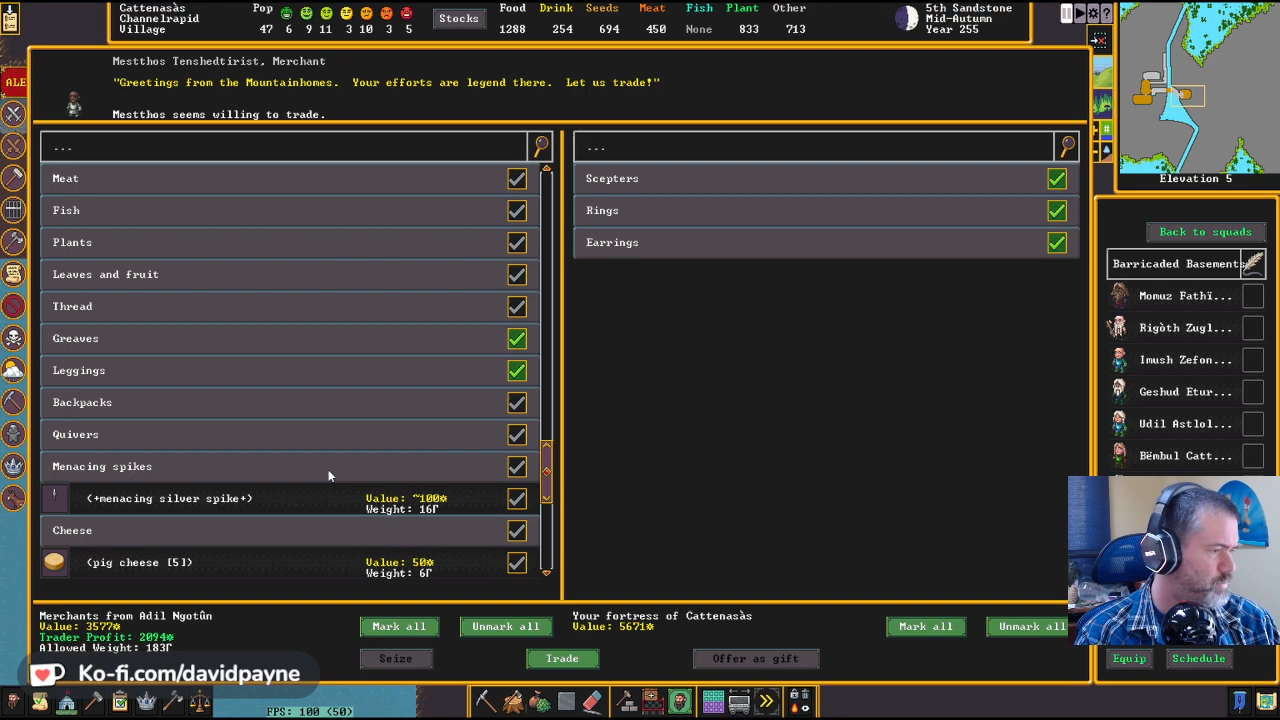 Cattenasàs
Channelrapid
Village
Pop
47 6 9 11 3 10 3 5
Stocks
Food Drink Seeds Meat Fish Plant Other
1288 254 694 450 None 833 713
5th Sandstone
Mid-Autumn
Year 255
ALE
Mestthos Tenshedtirist, Merchant
"Greetings from the Mountainhomes. Your efforts are legend there. Let us trade!"
Mestthos seems willing to trade.
Elevation 5
...
...
Meat
Fish
Plants
Leaves and fruit
Thread
Greaves
Leggings
Backpacks
Quivers
Menacing spikes
(+menacing silver spike+) Value: ~100☼
Weight: 16Γ
Cheese
(pig cheese [5]) Value: 50☼
Weight: 6Γ
Scepters
Rings
Earrings
Back to squads
Barricaded Basements
Momuz Fathï...
Rigòth Zugl...
Imush Zefon...
Geshud Etur...
Udil Astlol...
Bëmbul Catt...
Merchants from Adil Ngotûn
Value: 3577☼
Trader Profit: 2094☼
Allowed Weight: 183Γ
Mark all
Unmark all
Your fortress of Cattenasàs
Value: 5671☼
Mark all
Unmark all
Seize
Trade
Offer as gift
Equip
Schedule
Ko-fi.com/davidpayne
FPS: 100 (50)